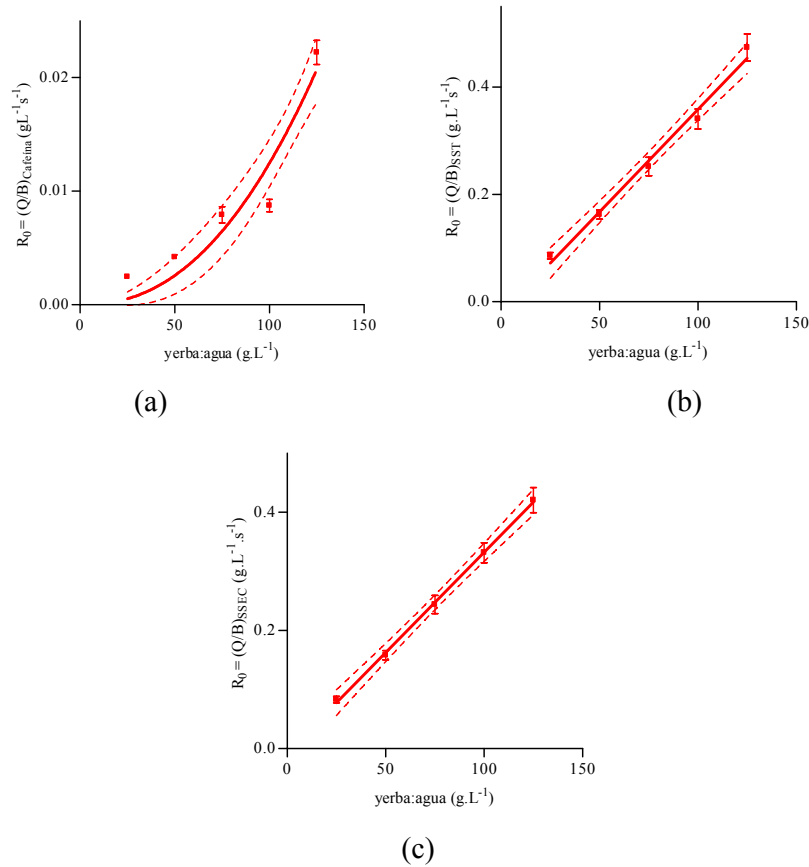 R₀ = (Q/B)Cafeina (gL⁻¹s⁻¹)
0.02
0.01
0.00
0 50 100 150
yerba:agua (g.L⁻¹)
(a)
R₀ = (Q/B)SST (g.L⁻¹s⁻¹)
0.4
0.2
0.0
0 50 100 150
yerba:agua (g.L⁻¹)
(b)
R₀ = (Q/B)SSEC (g.L⁻¹.s⁻¹)
0.4
0.2
0.0
0 50 100 150
yerba:agua (g.L⁻¹)
(c)